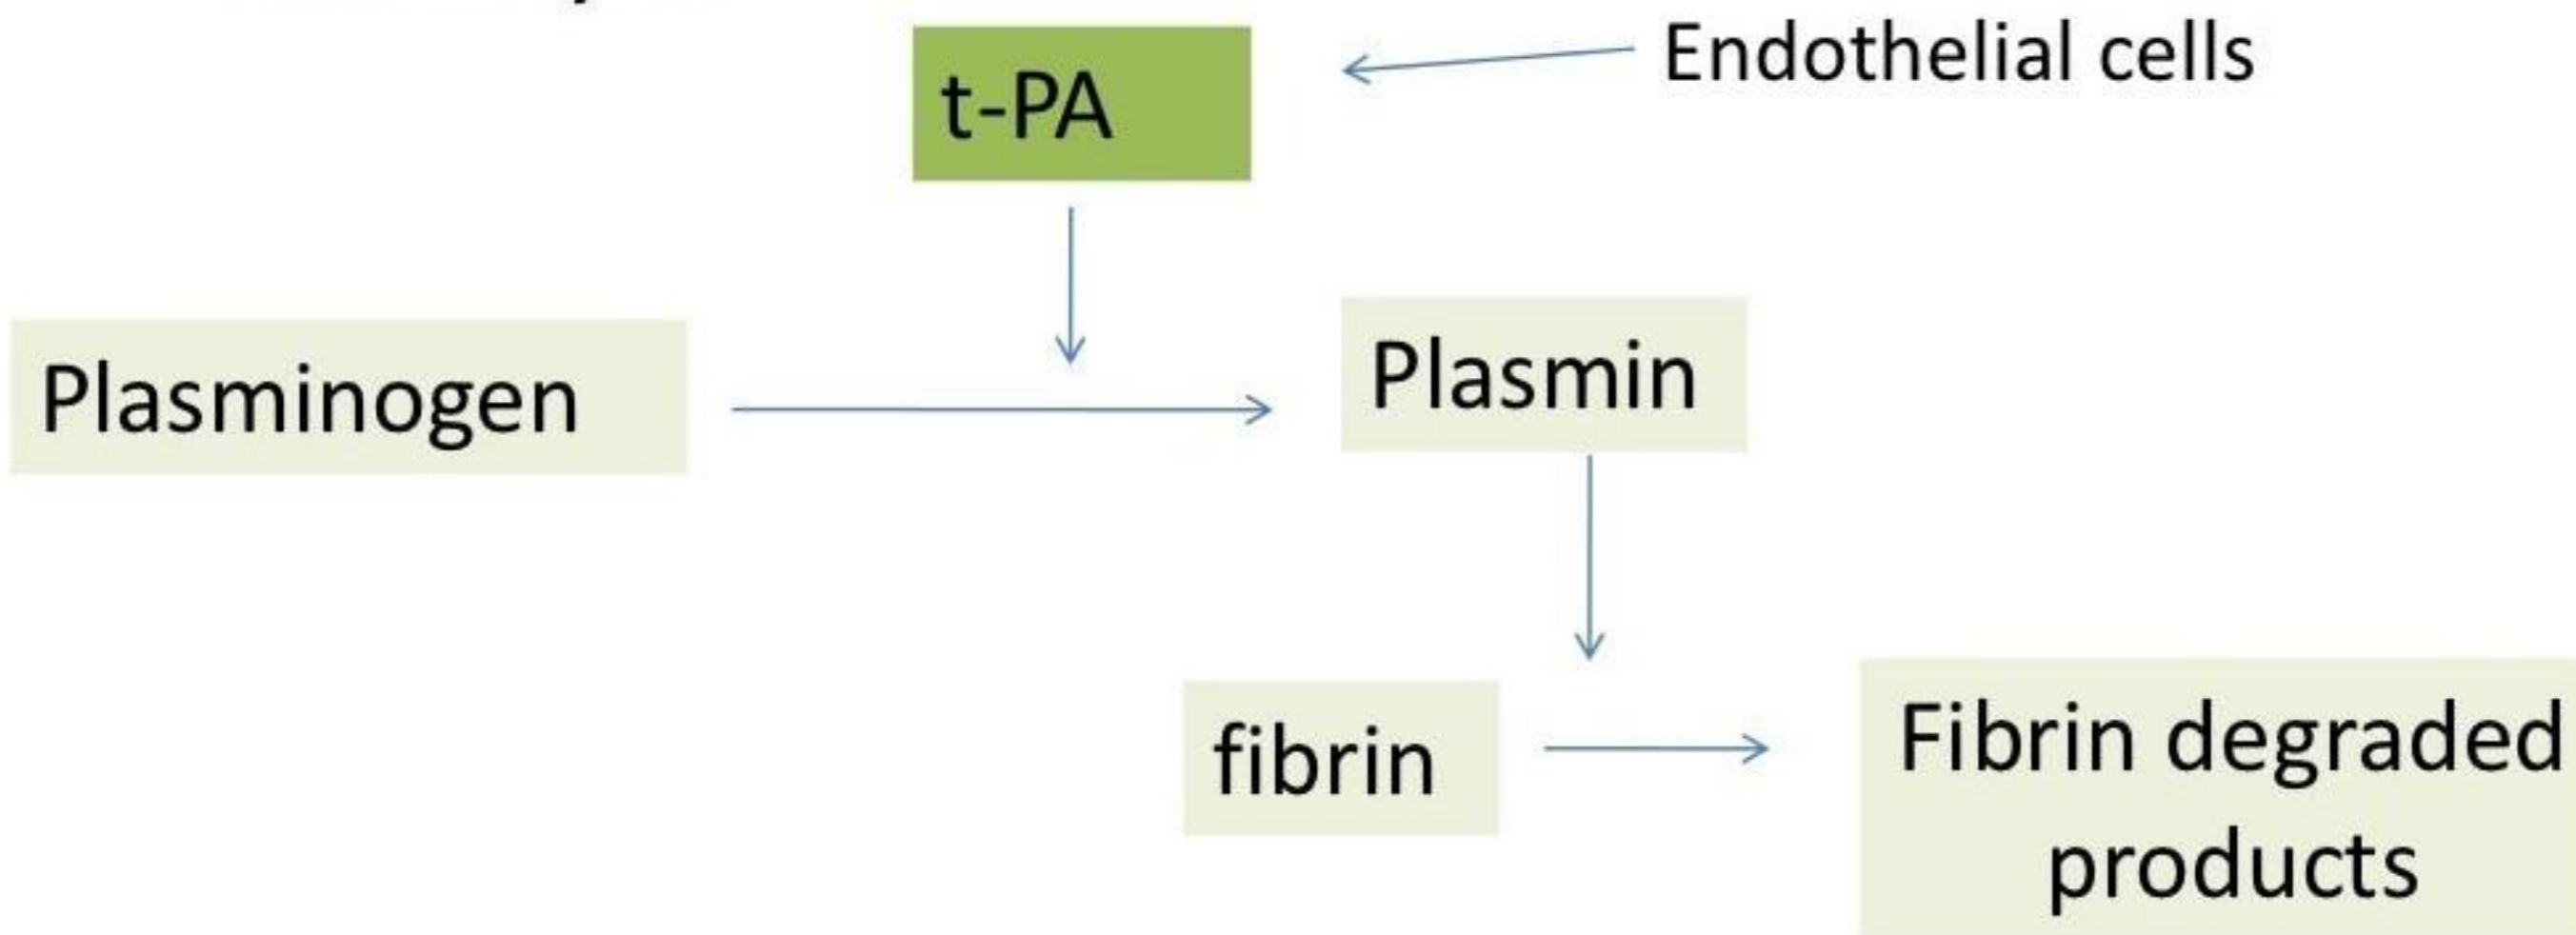 t-PA
Endothelial cells
Plasminogen
Plasmin
fibrin
Fibrin degraded
products